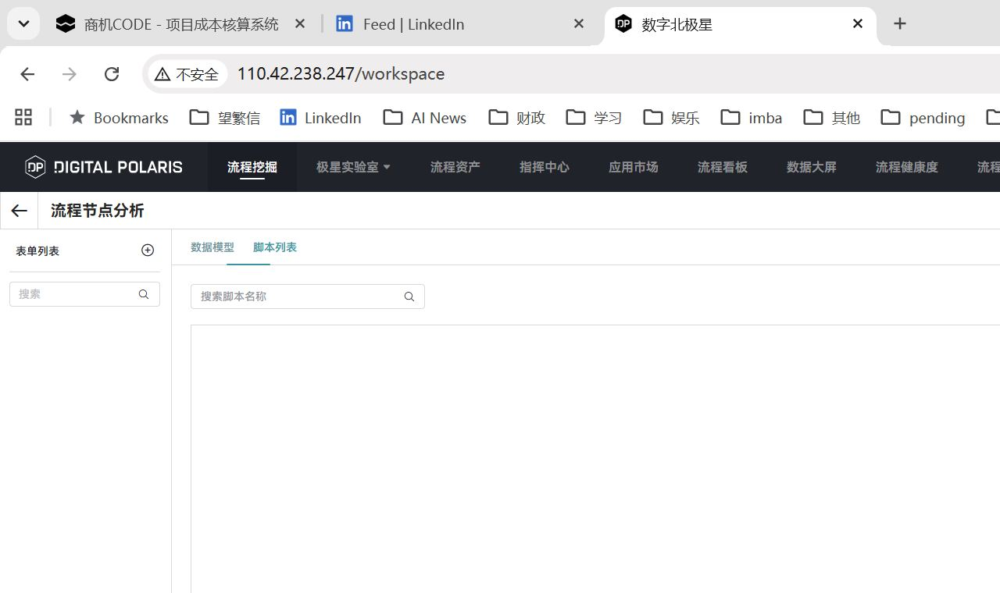 商机CODE - 项目成本核算系统
Feed | LinkedIn
数字北极星
不安全
110.42.238.247/workspace
Bookmarks
望繁信
LinkedIn
AI News
财政
学习
娱乐
imba
其他
pending
DP DIGITAL POLARIS
流程挖掘
极星实验室
流程资产
指挥中心
应用市场
流程看板
数据大屏
流程健康度
流程
流程节点分析
表单列表
数据模型
脚本列表
搜索
搜索脚本名称